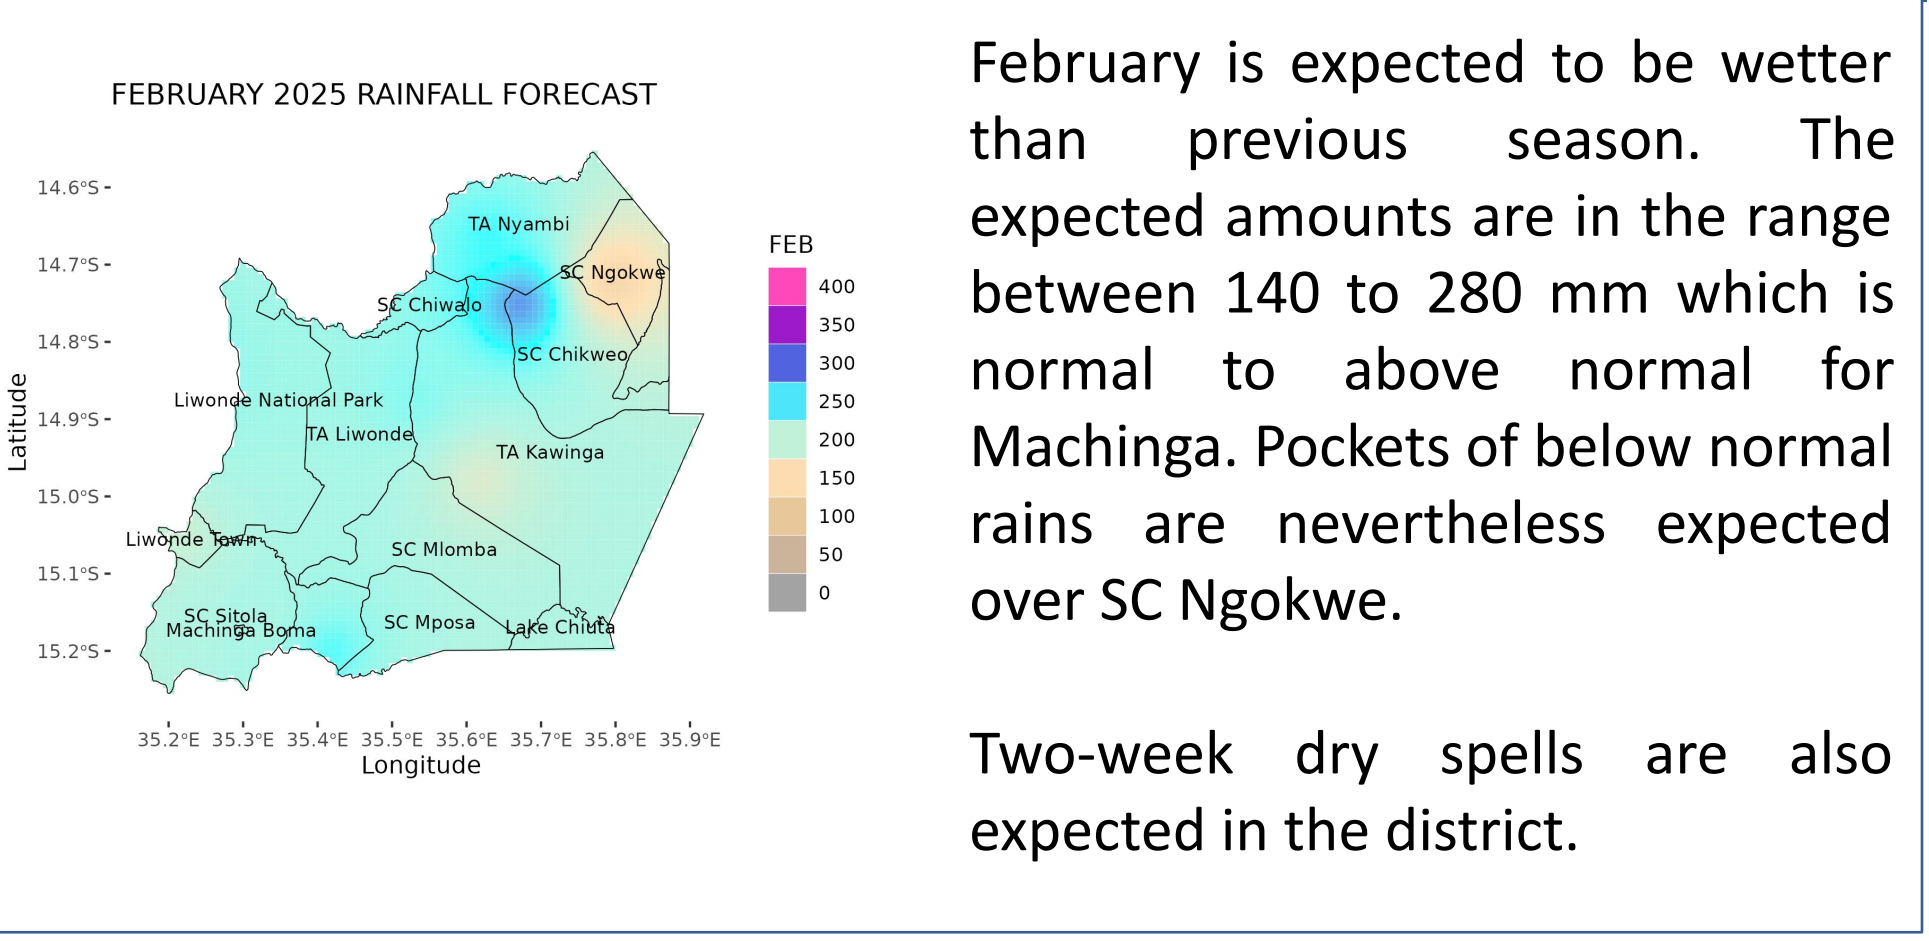 FEBRUARY 2025 RAINFALL FORECAST
14.6°S
14.7°S
14.8°S
14.9°S
15.0°S
15.1°S
15.2°S
Latitude
TA Nyambi
SC Ngokwe
SC Chiwalo
SC Chikweo
Liwonde National Park
TA Liwonde
TA Kawinga
Liwonde Town
SC Mlomba
SC Sitola
Machinga Boma
SC Mposa
Lake Chiuta
35.2°E 35.3°E 35.4°E 35.5°E 35.6°E 35.7°E 35.8°E 35.9°E
Longitude
FEB
400
350
300
250
200
150
100
50
0
February is expected to be wetter
than previous season. The
expected amounts are in the range
between 140 to 280 mm which is
normal to above normal for
Machinga. Pockets of below normal
rains are nevertheless expected
over SC Ngokwe.
Two-week dry spells are also
expected in the district.